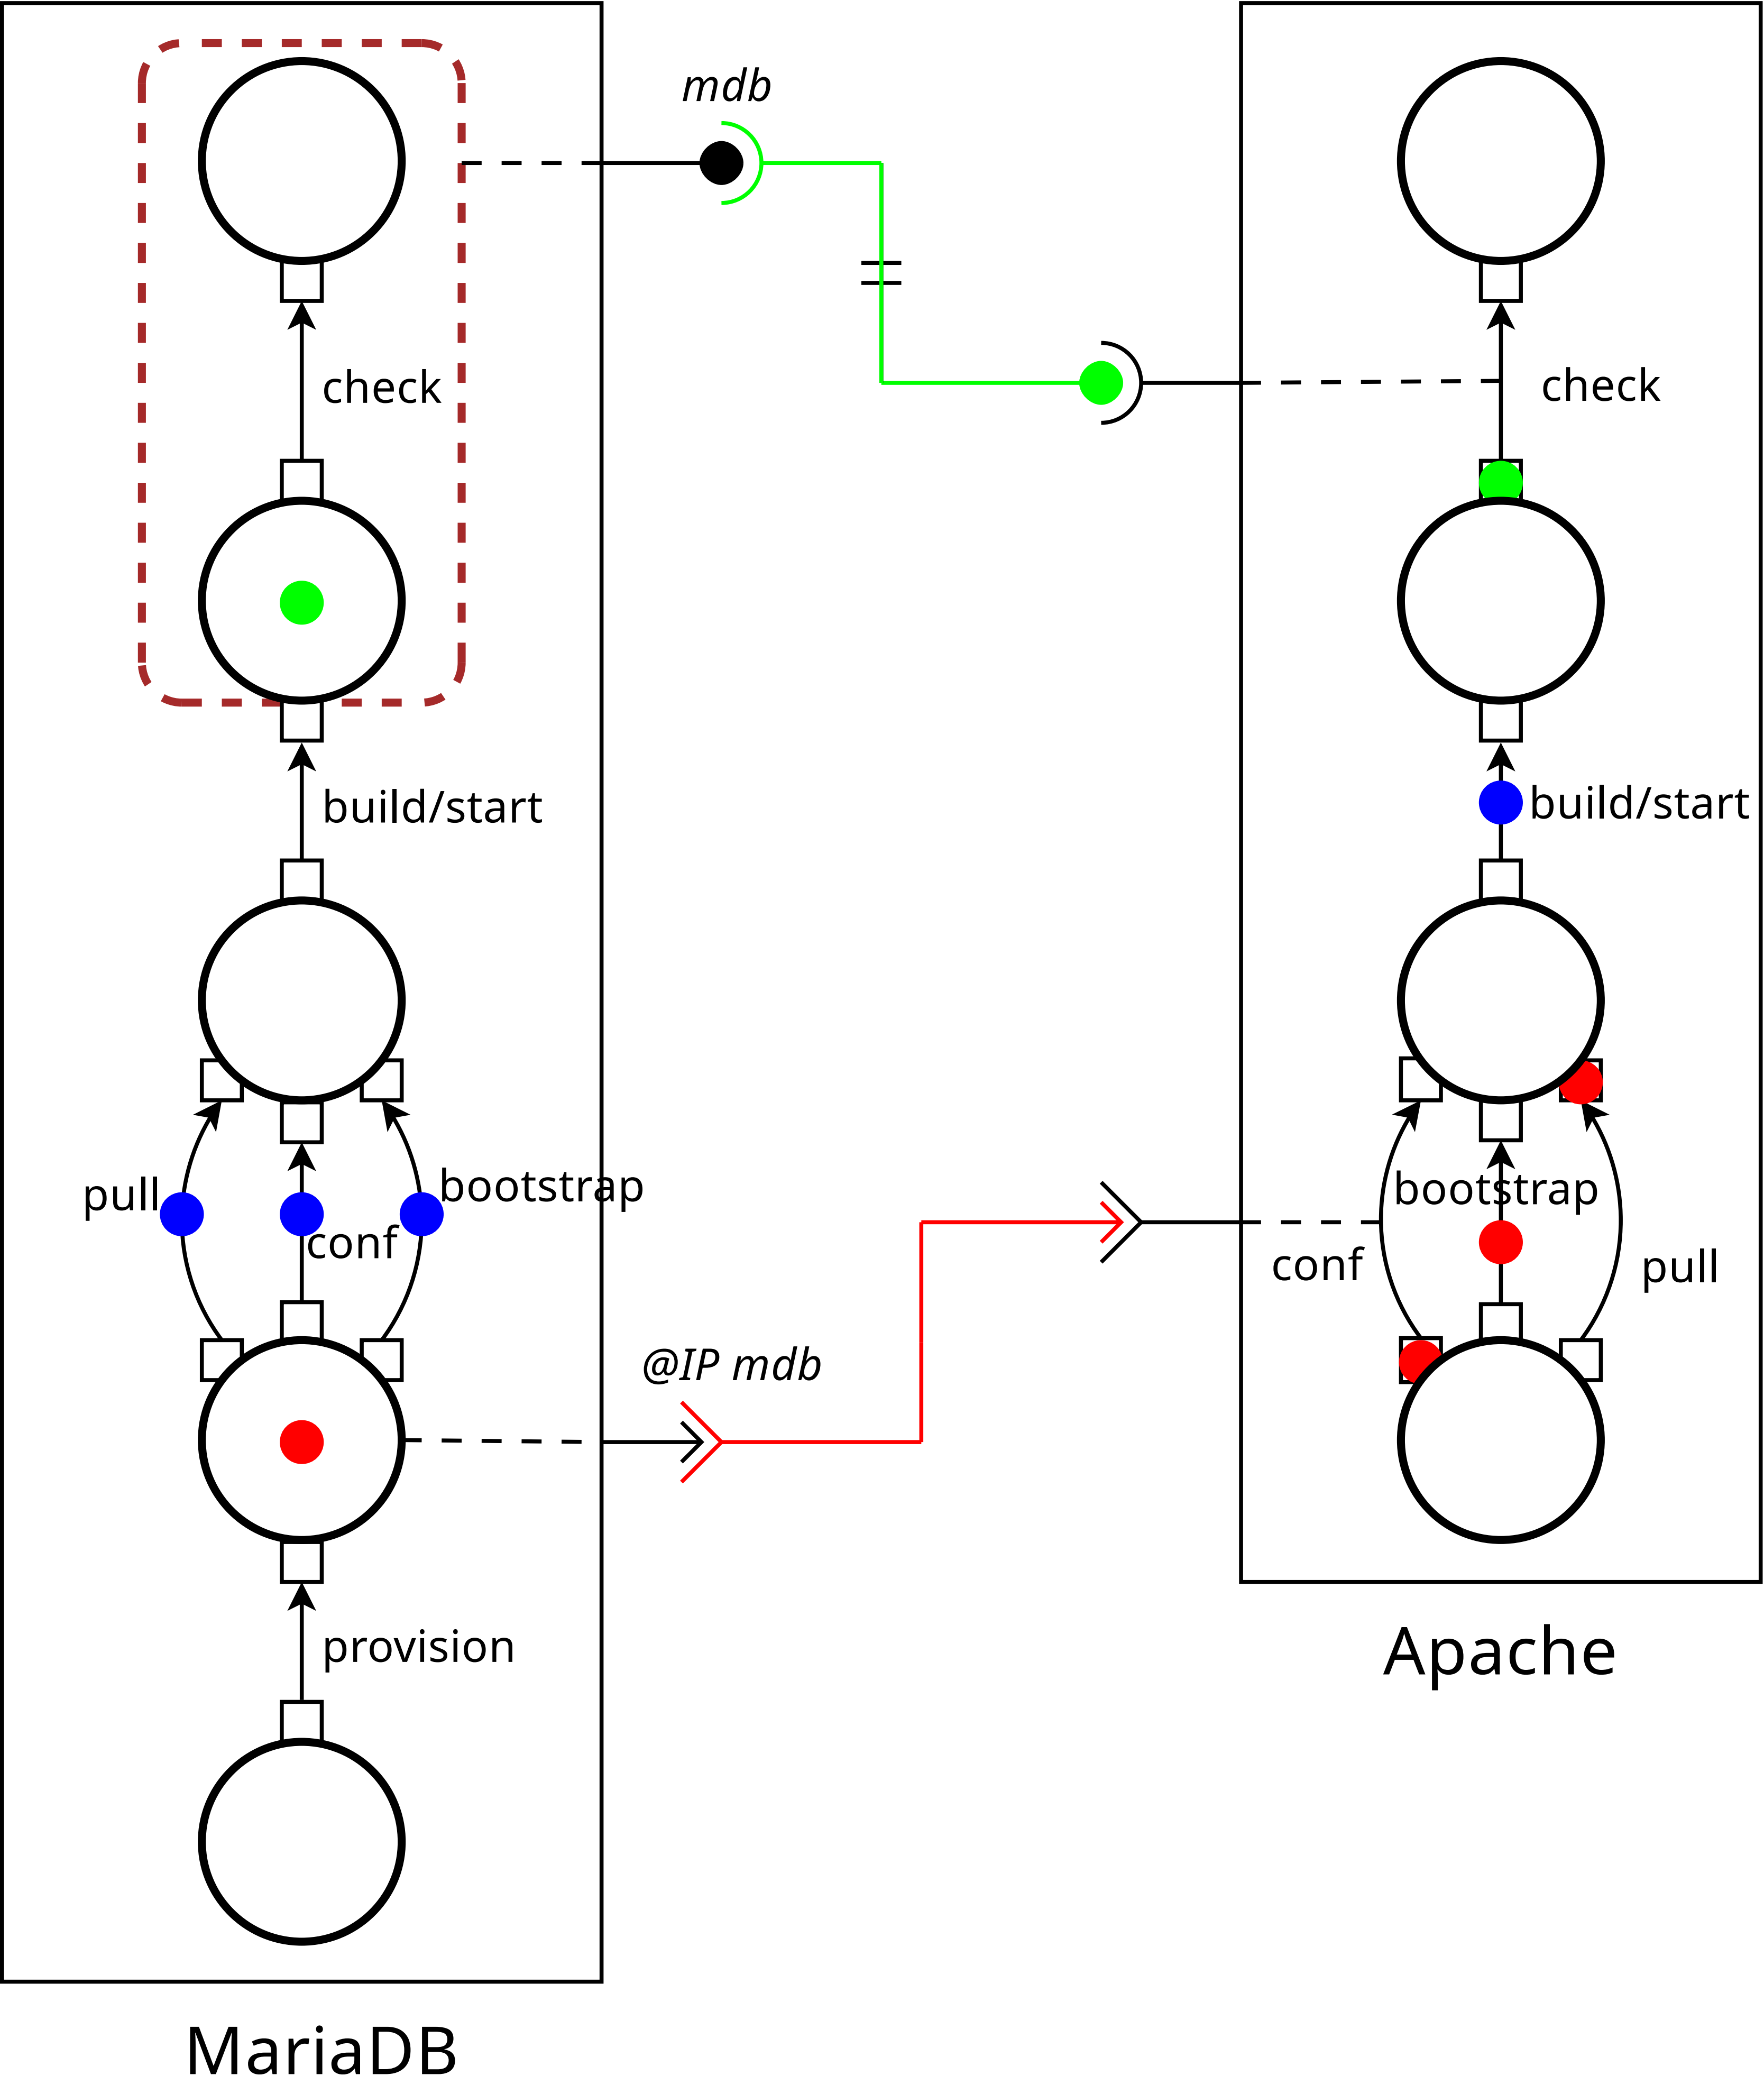 mdb
check
check
build/start
build/start
pull
bootstrap
conf
bootstrap
conf
pull
@IP mdb
provision
Apache
MariaDB